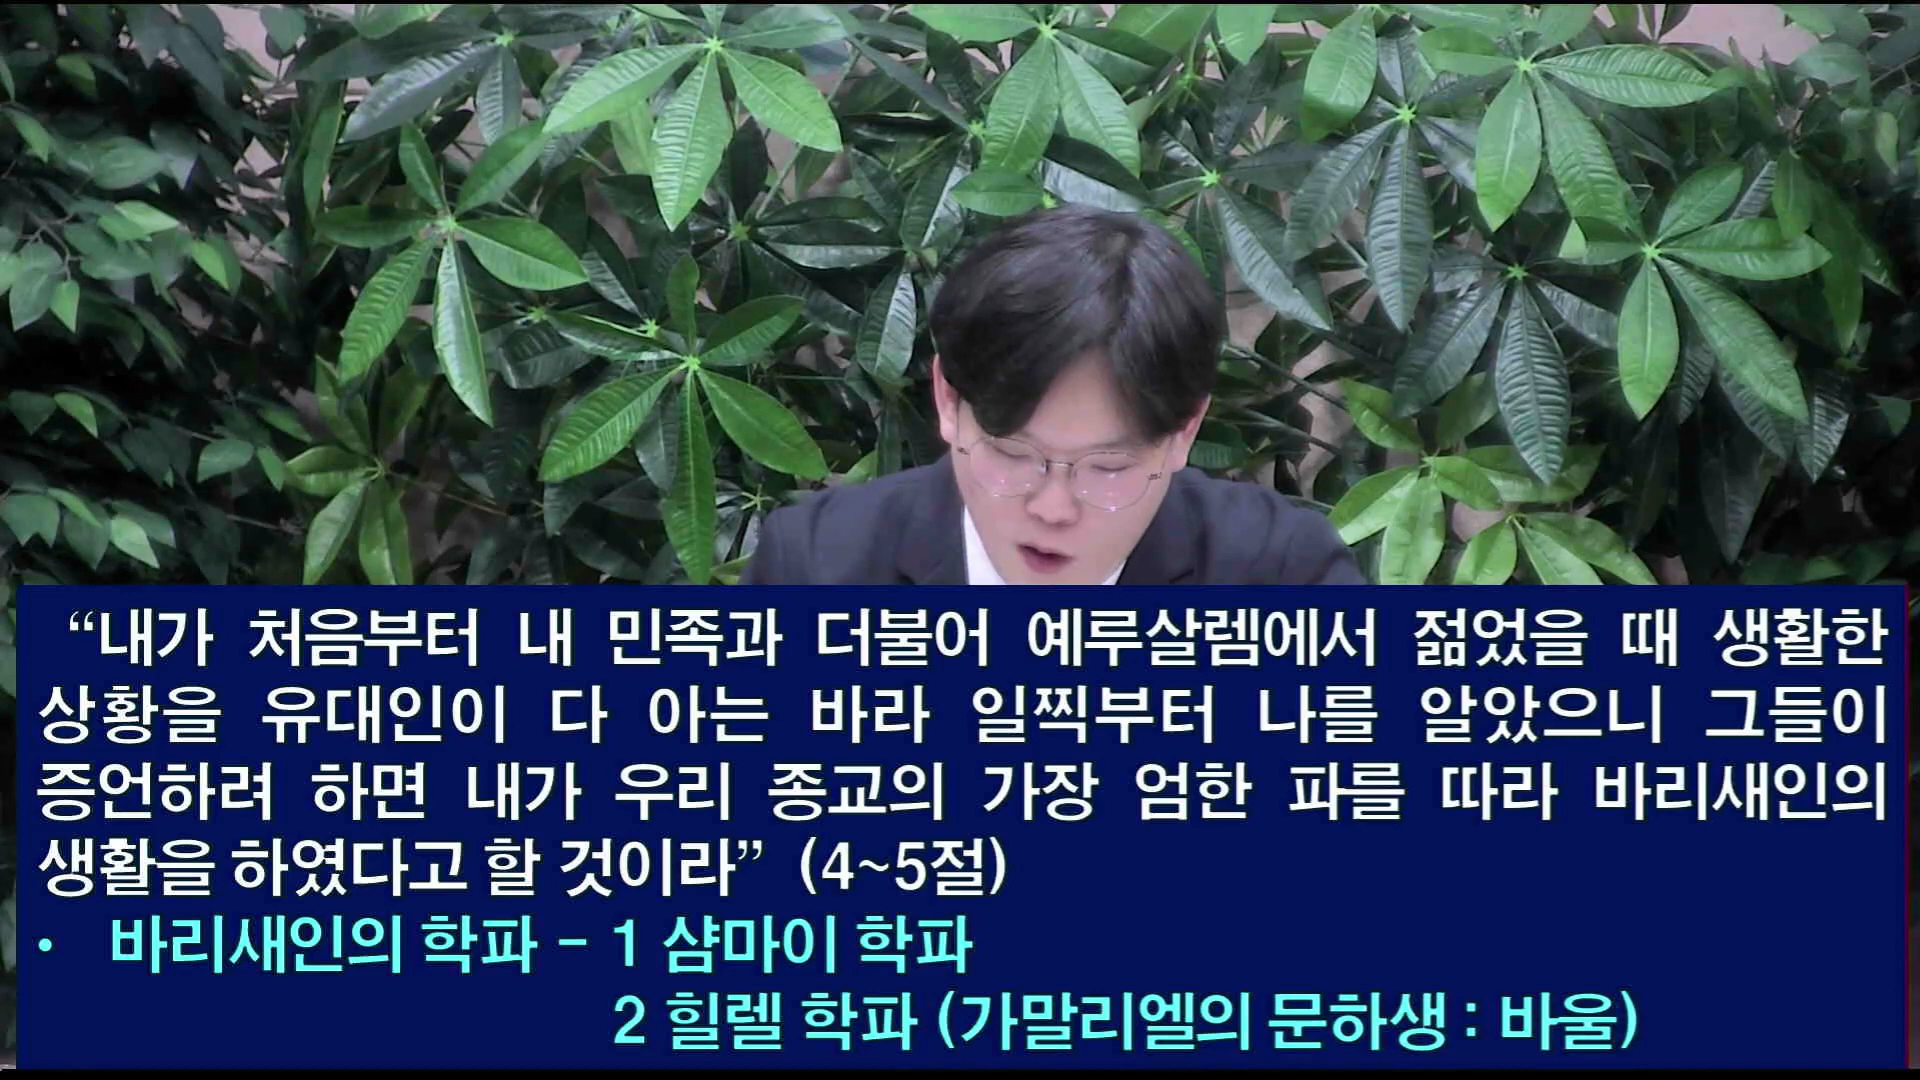 “내가 처음부터 내 민족과 더불어 예루살렘에서 젊었을 때 생활한
상황을 유대인이 다 아는 바라 일찍부터 나를 알았으니 그들이
증언하려 하면 내가 우리 종교의 가장 엄한 파를 따라 바리새인의
생활을 하였다고 할 것이라” (4~5절)
• 바리새인의 학파 - 1 샴마이 학파
2 힐렐 학파 (가말리엘의 문하생 : 바울)